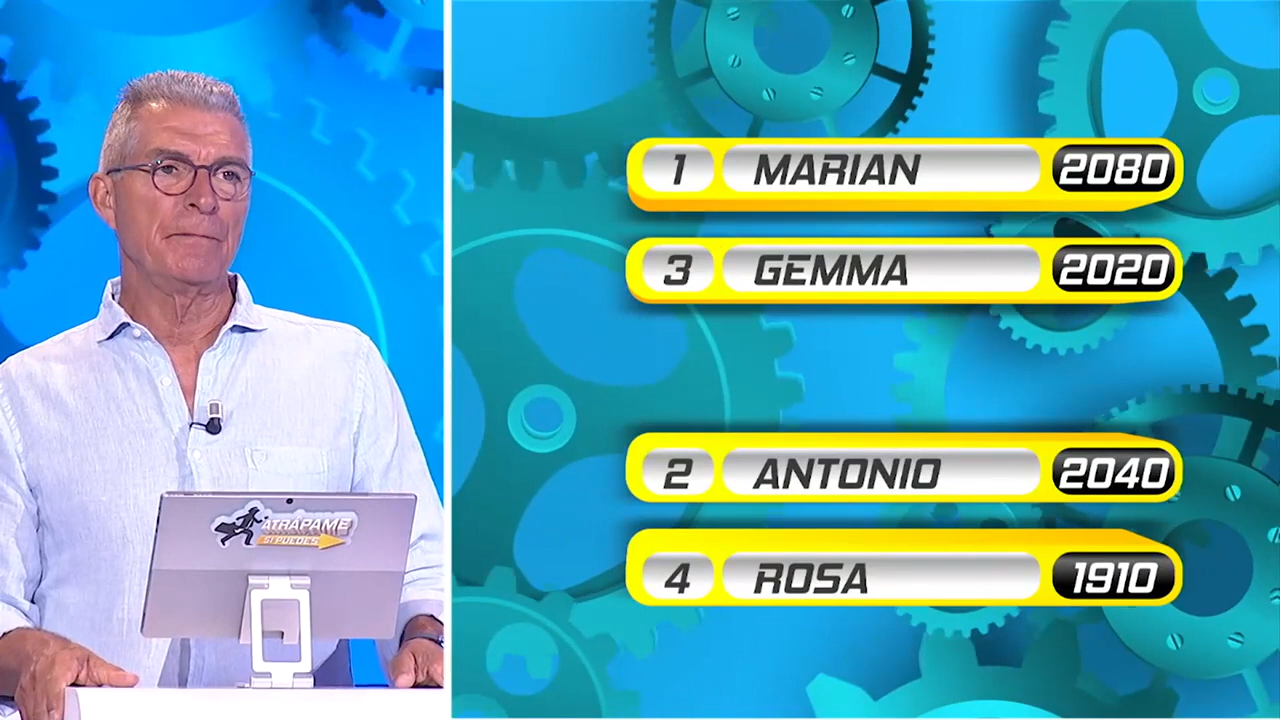 1 MARIAN 2080
3 GEMMA 2020
2 ANTONIO 2040
4 ROSA 1910
ATRÁPAME
SI PUEDES